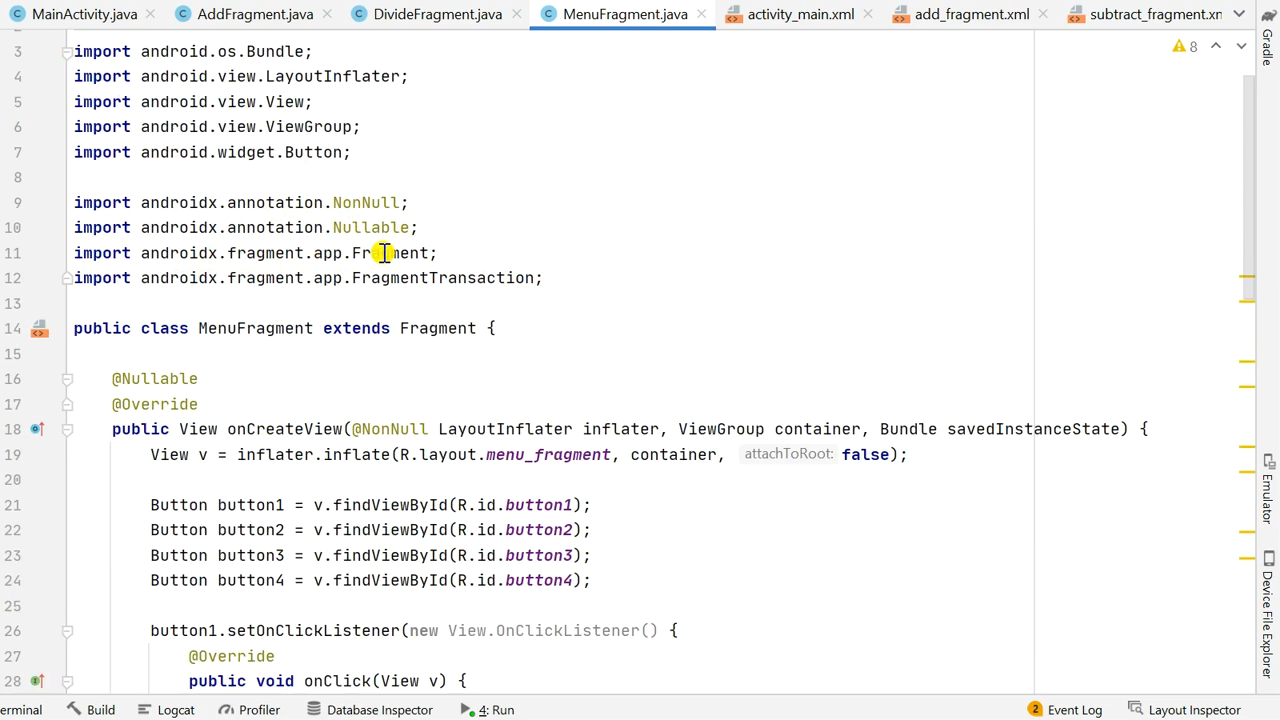 MainActivity.java AddFragment.java DivideFragment.java MenuFragment.java activity_main.xml add_fragment.xml subtract_fragment.xm
3 import android.os.Bundle; 8
4 import android.view.LayoutInflater;
5 import android.view.View;
6 import android.view.ViewGroup;
7 import android.widget.Button;
8
9 import androidx.annotation.NonNull;
10 import androidx.annotation.Nullable;
11 import androidx.fragment.app.Fragment;
12 import androidx.fragment.app.FragmentTransaction;
13
14 public class MenuFragment extends Fragment {
15
16 @Nullable
17 @Override
18 public View onCreateView(@NonNull LayoutInflater inflater, ViewGroup container, Bundle savedInstanceState) {
19 View v = inflater.inflate(R.layout.menu_fragment, container, attachToRoot: false);
20
21 Button button1 = v.findViewById(R.id.button1);
22 Button button2 = v.findViewById(R.id.button2);
23 Button button3 = v.findViewById(R.id.button3);
24 Button button4 = v.findViewById(R.id.button4);
25
26 button1.setOnClickListener(new View.OnClickListener() {
27 @Override
28 public void onClick(View v) {
Gradle
Emulator
Device File Explorer
erminal Build Logcat Profiler Database Inspector 4: Run 2 Event Log Layout Inspector